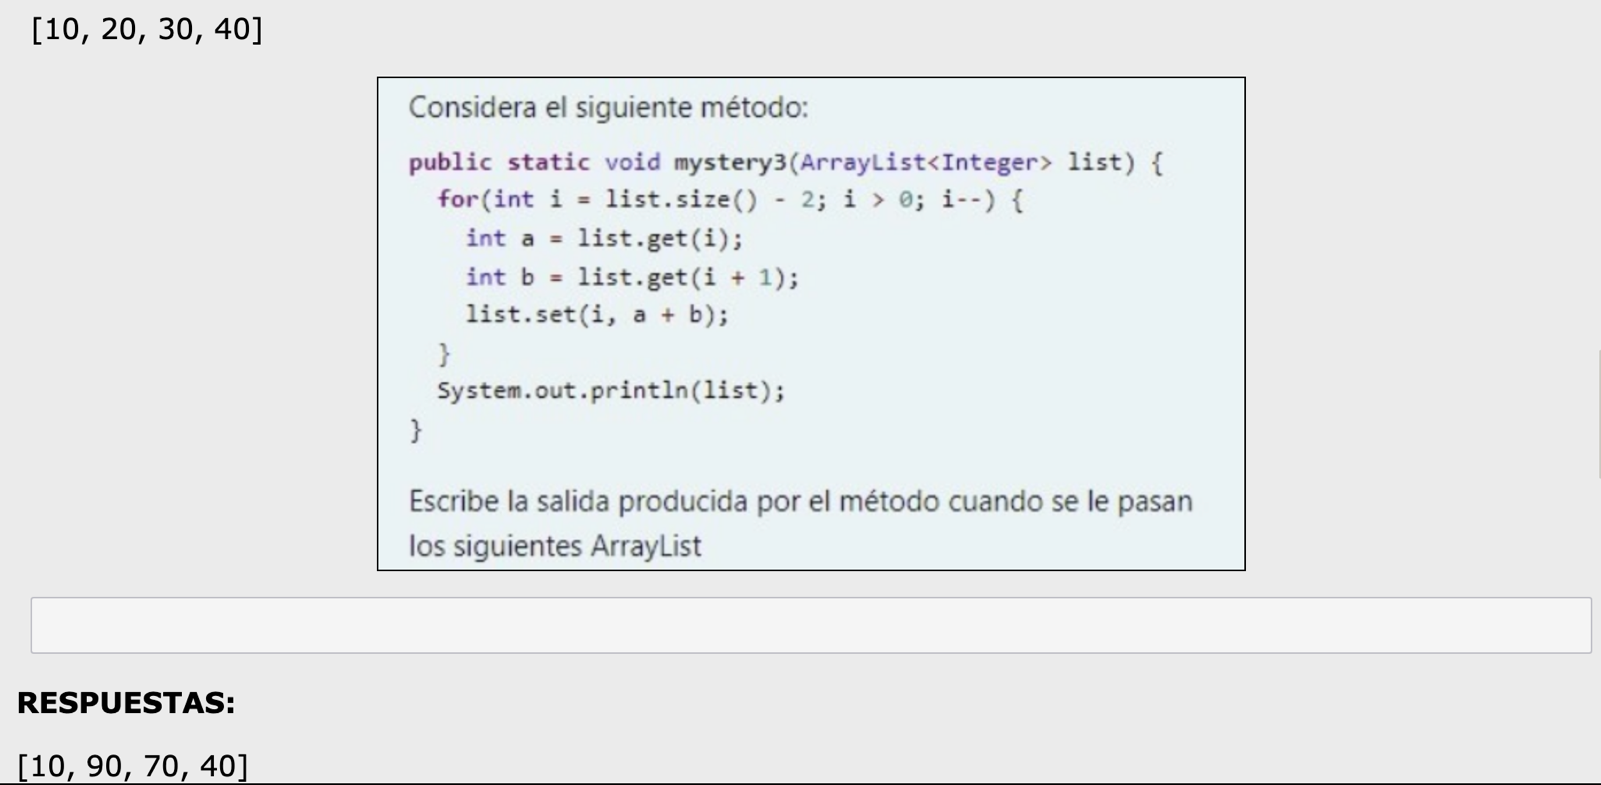 [10, 20, 30, 40]
Considera el siguiente método:
public static void mystery3(ArrayList<Integer> list) {
for(int i = list.size() - 2; i > 0; i--) {
int a = list.get(i);
int b = list.get(i + 1);
list.set(i, a + b);
}
System.out.println(list);
}
Escribe la salida producida por el método cuando se le pasan
los siguientes ArrayList
RESPUESTAS:
[10, 90, 70, 40]